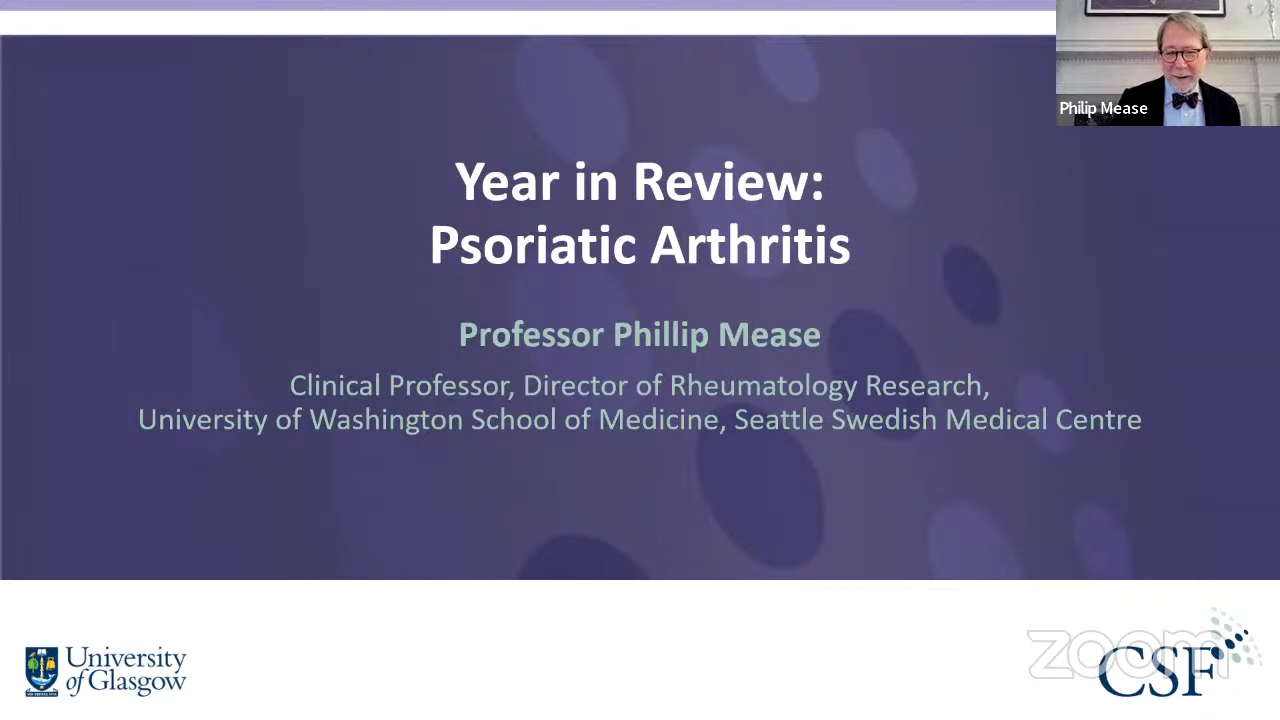 Philip Mease
Year in Review:
Psoriatic Arthritis
Professor Phillip Mease
Clinical Professor, Director of Rheumatology Research,
University of Washington School of Medicine, Seattle Swedish Medical Centre
University
of Glasgow
zoom
CSF